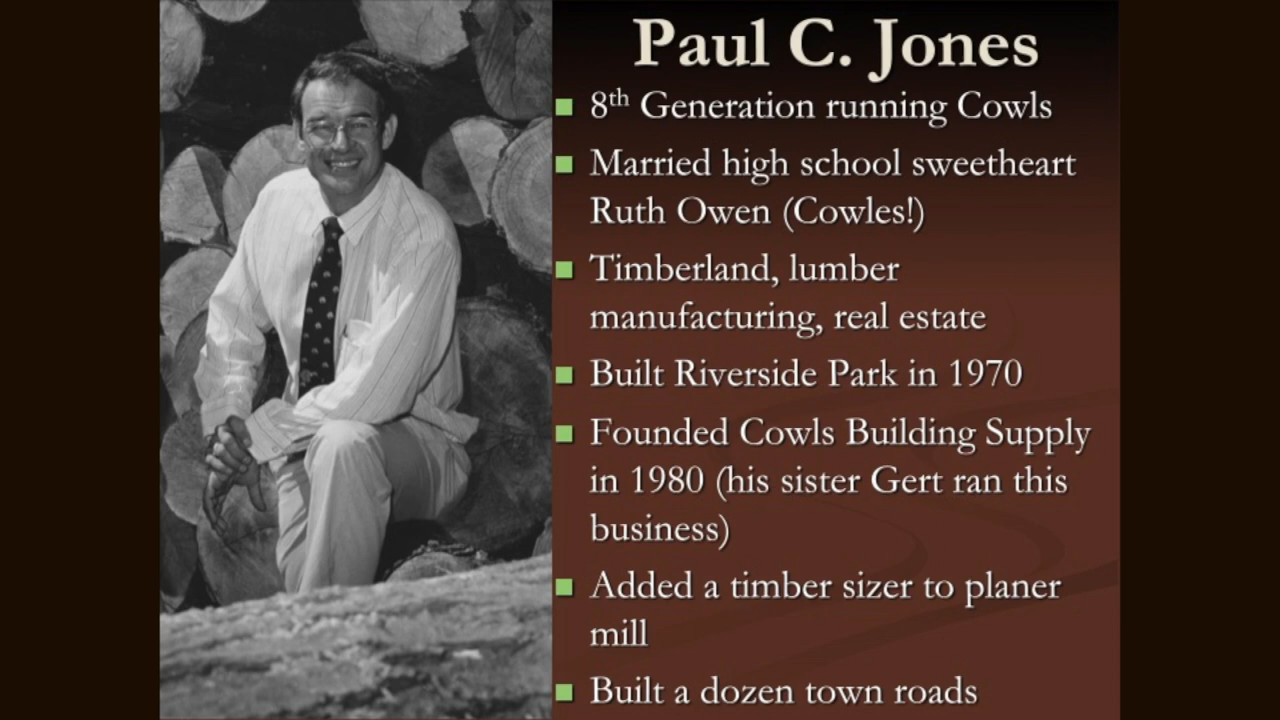 Paul C. Jones
8th Generation running Cowls
Married high school sweetheart
Ruth Owen (Cowles!)
Timberland, lumber
manufacturing, real estate
Built Riverside Park in 1970
Founded Cowls Building Supply
in 1980 (his sister Gert ran this
business)
Added a timber sizer to planer
mill
Built a dozen town roads